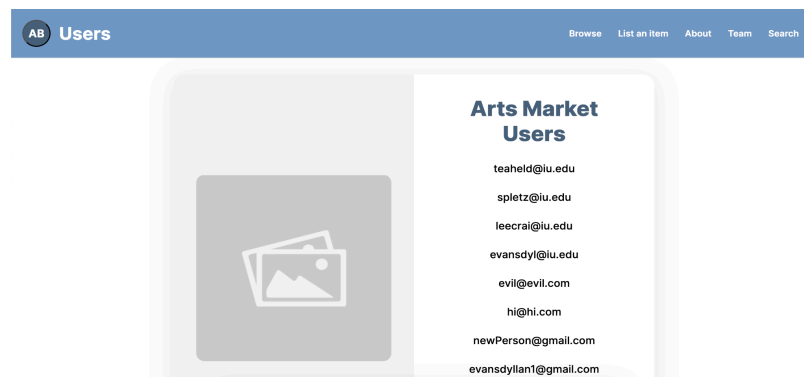 AB Users Browse List an item About Team Search
Arts Market
Users
teaheld@iu.edu
spletz@iu.edu
leecrai@iu.edu
evansdyl@iu.edu
evil@evil.com
hi@hi.com
newPerson@gmail.com
evansdyllan1@gmail.com